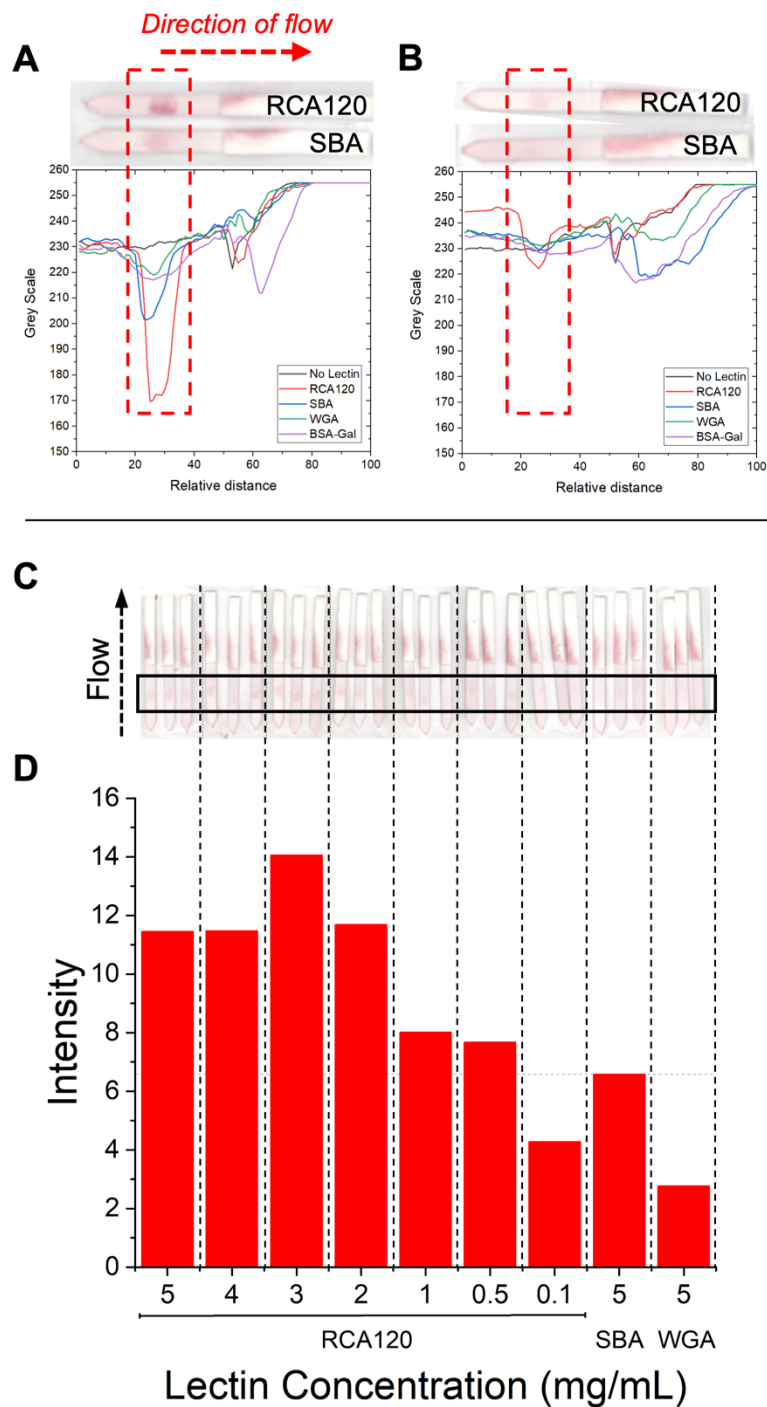 Direction of flow
A
B
RCA120
SBA
RCA120
SBA
260
250
240
230
220
210
200
190
180
170
160
150
Grey Scale
0
20
40
60
80
100
Relative distance
No Lectin
RCA120
SBA
WGA
BSA-Gal
260
250
240
230
220
210
200
190
180
170
160
150
Grey Scale
0
20
40
60
80
100
Relative distance
No Lectin
RCA120
SBA
WGA
BSA-Gal
C
Flow
D
16
14
12
10
8
6
4
2
0
Intensity
5 4 3 2 1 0.5 0.1 5 5
RCA120 SBA WGA
Lectin Concentration (mg/mL)